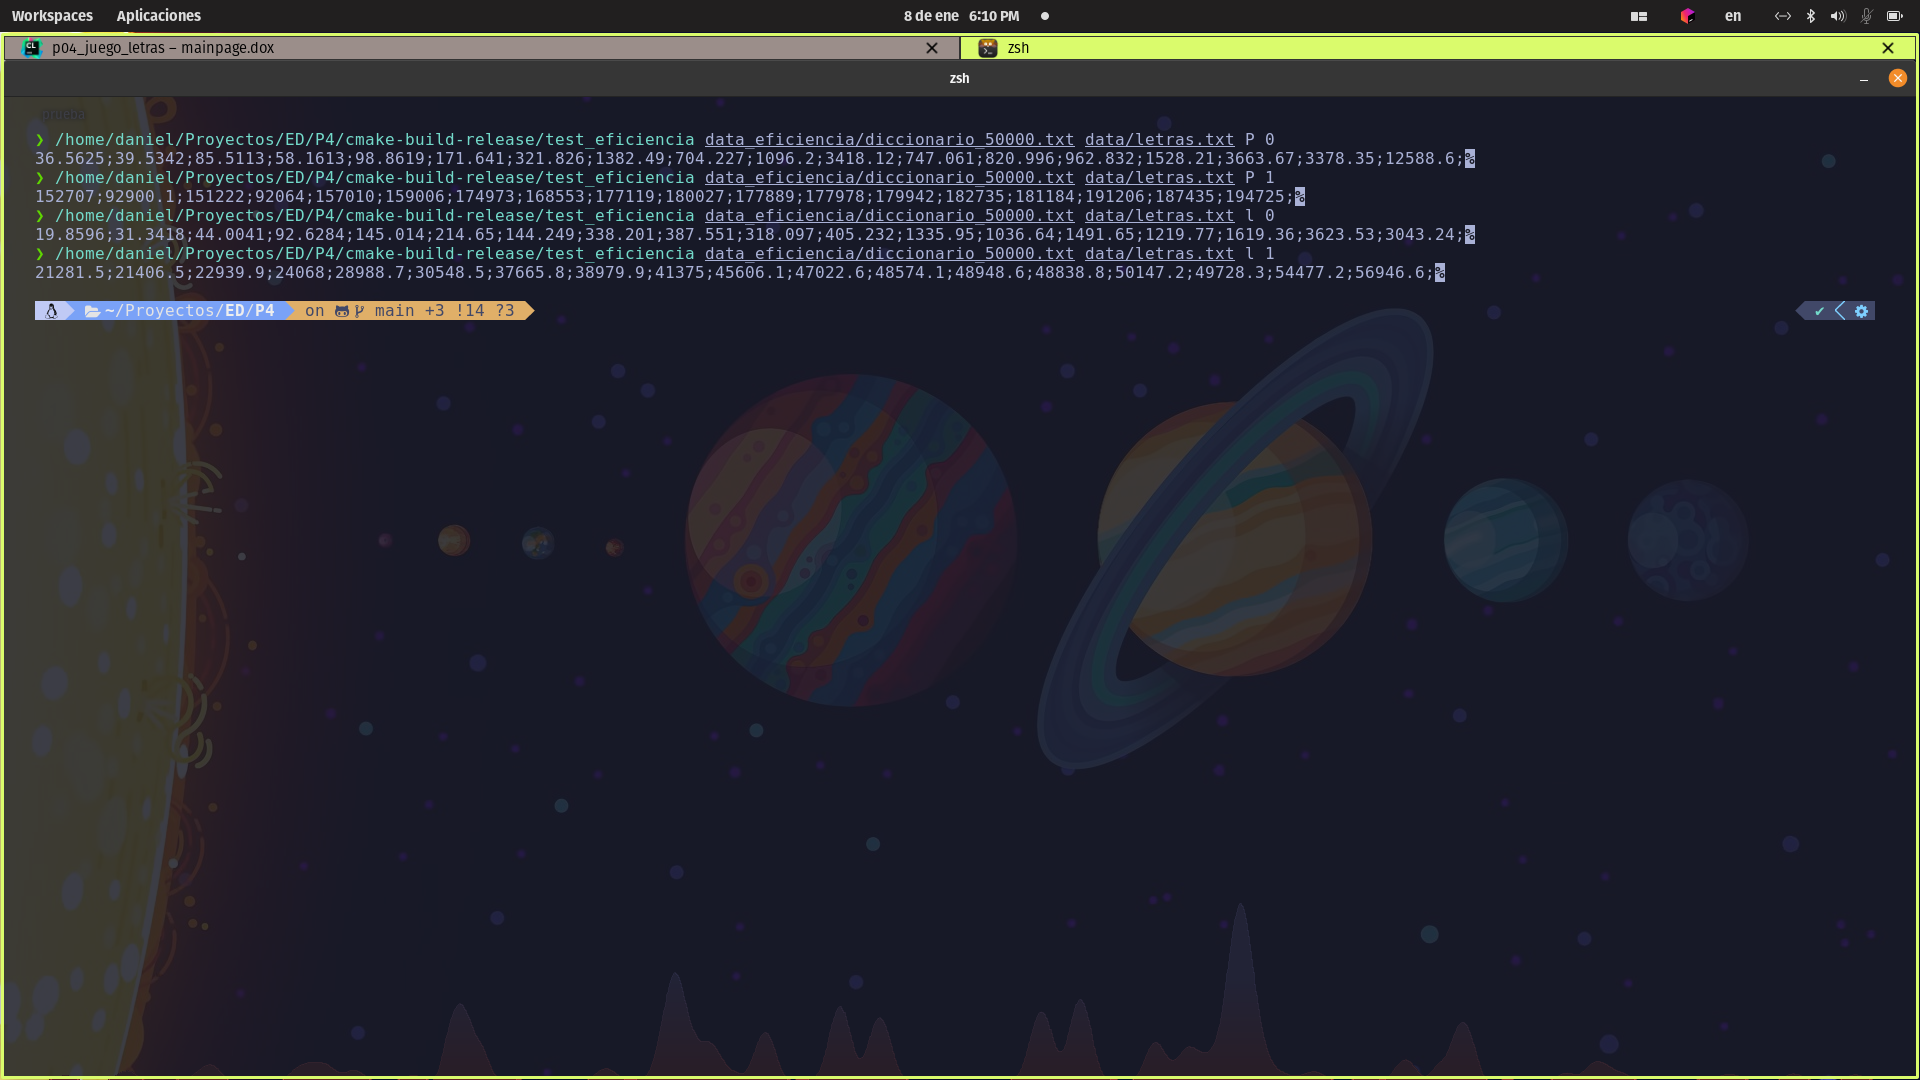 Workspaces Aplicaciones 8 de ene 6:10 PM en
p04_juego_letras – mainpage.dox zsh
zsh
prueba
❯ /home/daniel/Proyectos/ED/P4/cmake-build-release/test_eficiencia data_eficiencia/diccionario_50000.txt data/letras.txt P 0
36.5625;39.5342;85.5113;58.1613;98.8619;171.641;321.826;1382.49;704.227;1096.2;3418.12;747.061;820.996;962.832;1528.21;3663.67;3378.35;12588.6;%
❯ /home/daniel/Proyectos/ED/P4/cmake-build-release/test_eficiencia data_eficiencia/diccionario_50000.txt data/letras.txt P 1
152707;92900.1;151222;92064;157010;159006;174973;168553;177119;180027;177889;177978;179942;182735;181184;191206;187435;194725;%
❯ /home/daniel/Proyectos/ED/P4/cmake-build-release/test_eficiencia data_eficiencia/diccionario_50000.txt data/letras.txt l 0
19.8596;31.3418;44.0041;92.6284;145.014;214.65;144.249;338.201;387.551;318.097;405.232;1335.95;1036.64;1491.65;1219.77;1619.36;3623.53;3043.24;%
❯ /home/daniel/Proyectos/ED/P4/cmake-build-release/test_eficiencia data_eficiencia/diccionario_50000.txt data/letras.txt l 1
21281.5;21406.5;22939.9;24068;28988.7;30548.5;37665.8;38979.9;41375;45606.1;47022.6;48574.1;48948.6;48838.8;50147.2;49728.3;54477.2;56946.6;%
~/Proyectos/ED/P4 on main +3 !14 ?3